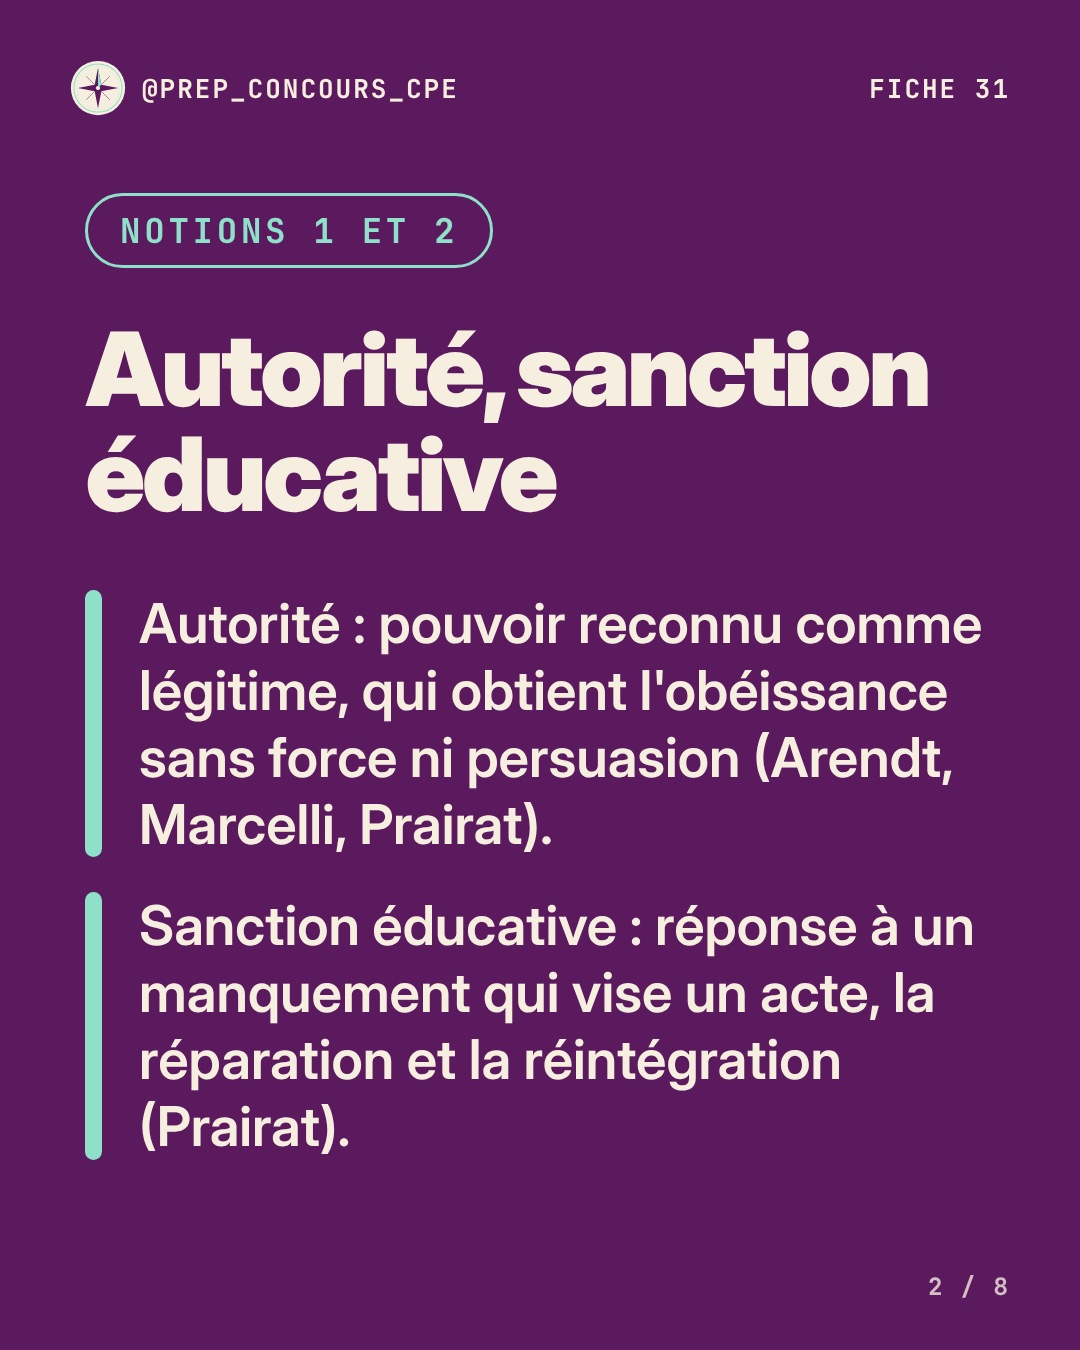 @PREP_CONCOURS_CPE
FICHE 31
NOTIONS 1 ET 2
Autorité, sanction
éducative
Autorité : pouvoir reconnu comme
légitime, qui obtient l'obéissance
sans force ni persuasion (Arendt,
Marcelli, Prairat).
Sanction éducative : réponse à un
manquement qui vise un acte, la
réparation et la réintégration
(Prairat).
2 / 8